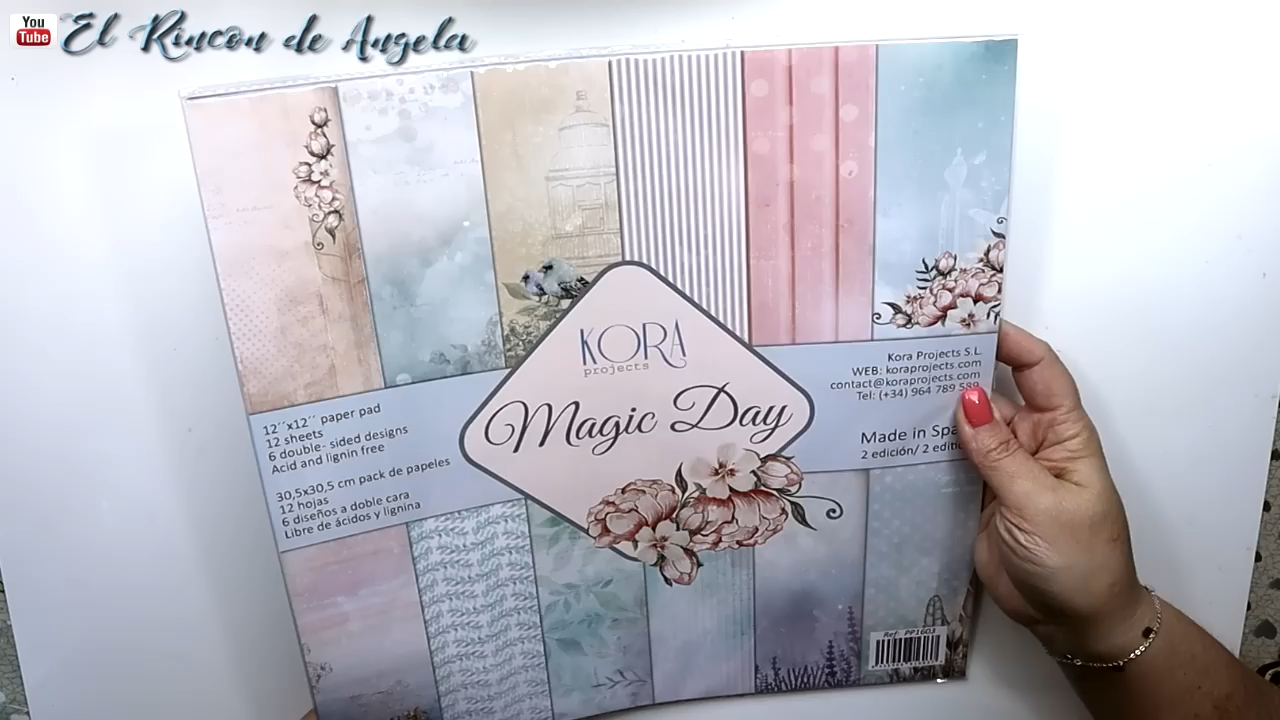 You
Tube
El Rincón de Angela
KORA
projects
Magic Day
12´´x12´´ paper pad
12 sheets
6 double- sided designs
Acid and lignin free
30,5x30,5 cm pack de papeles
12 hojas
6 diseños a doble cara
Libre de ácidos y lignina
Kora Projects S.L.
WEB: koraprojects.com
contact@koraprojects.com
Tel: (+34) 964 789 589
Made in
2 edición/ 2
Ref: PP1603